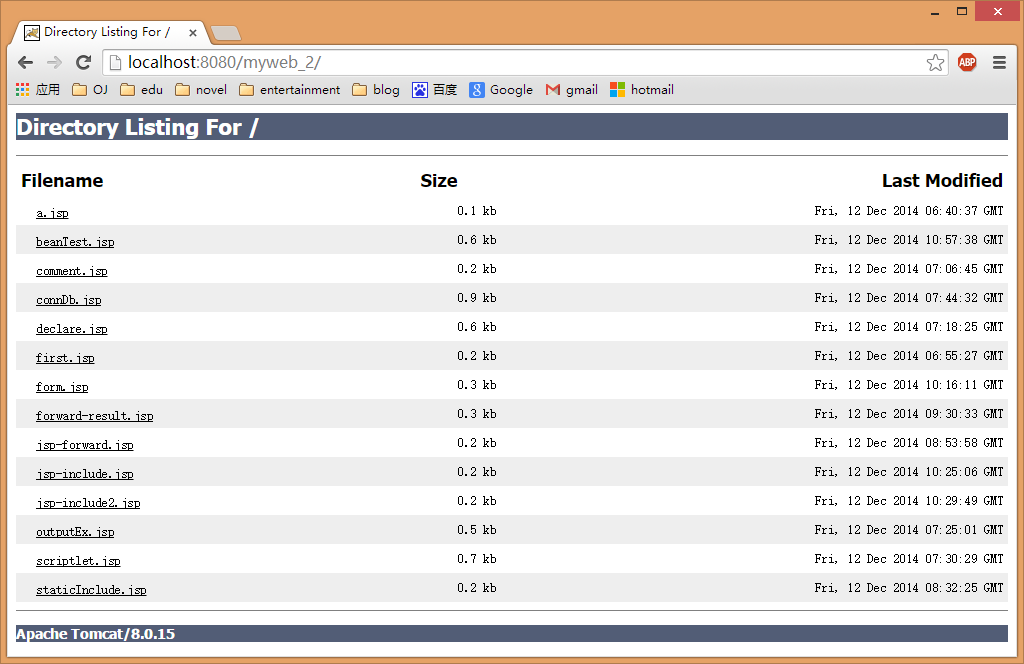 Directory Listing For /
localhost:8080/myweb_2/
ABP
应用 OJ edu novel entertainment blog 百度 Google gmail hotmail
Directory Listing For /
Filename Size Last Modified
a.jsp 0.1 kb Fri, 12 Dec 2014 06:40:37 GMT
beanTest.jsp 0.6 kb Fri, 12 Dec 2014 10:57:38 GMT
comment.jsp 0.2 kb Fri, 12 Dec 2014 07:06:45 GMT
connDb.jsp 0.9 kb Fri, 12 Dec 2014 07:44:32 GMT
declare.jsp 0.6 kb Fri, 12 Dec 2014 07:18:25 GMT
first.jsp 0.2 kb Fri, 12 Dec 2014 06:55:27 GMT
form.jsp 0.3 kb Fri, 12 Dec 2014 10:16:11 GMT
forward-result.jsp 0.3 kb Fri, 12 Dec 2014 09:30:33 GMT
jsp-forward.jsp 0.2 kb Fri, 12 Dec 2014 08:53:58 GMT
jsp-include.jsp 0.2 kb Fri, 12 Dec 2014 10:25:06 GMT
jsp-include2.jsp 0.2 kb Fri, 12 Dec 2014 10:29:49 GMT
outputEx.jsp 0.5 kb Fri, 12 Dec 2014 07:25:01 GMT
scriptlet.jsp 0.7 kb Fri, 12 Dec 2014 07:30:29 GMT
staticInclude.jsp 0.2 kb Fri, 12 Dec 2014 08:32:25 GMT
Apache Tomcat/8.0.15